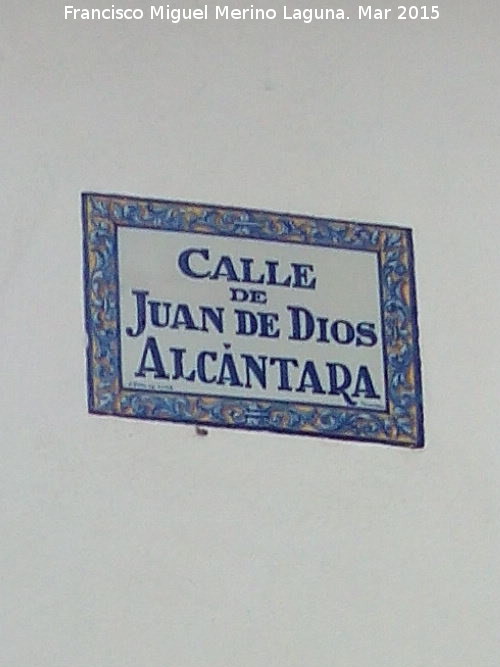 Francisco Miguel Merino Laguna. Mar 2015
CALLE
DE
JUAN DE DIOS
ALCÁNTARA